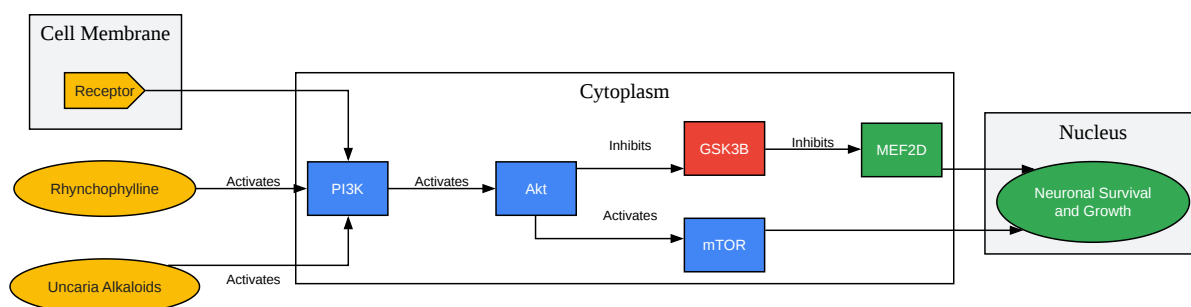 Cell Membrane
Receptor
Cytoplasm
Nucleus
Rhynchophylline
Activates
PI3K
Activates
Akt
Inhibits
GSK3B
Inhibits
MEF2D
Neuronal Survival
and Growth
Activates
mTOR
Uncaria Alkaloids
Activates